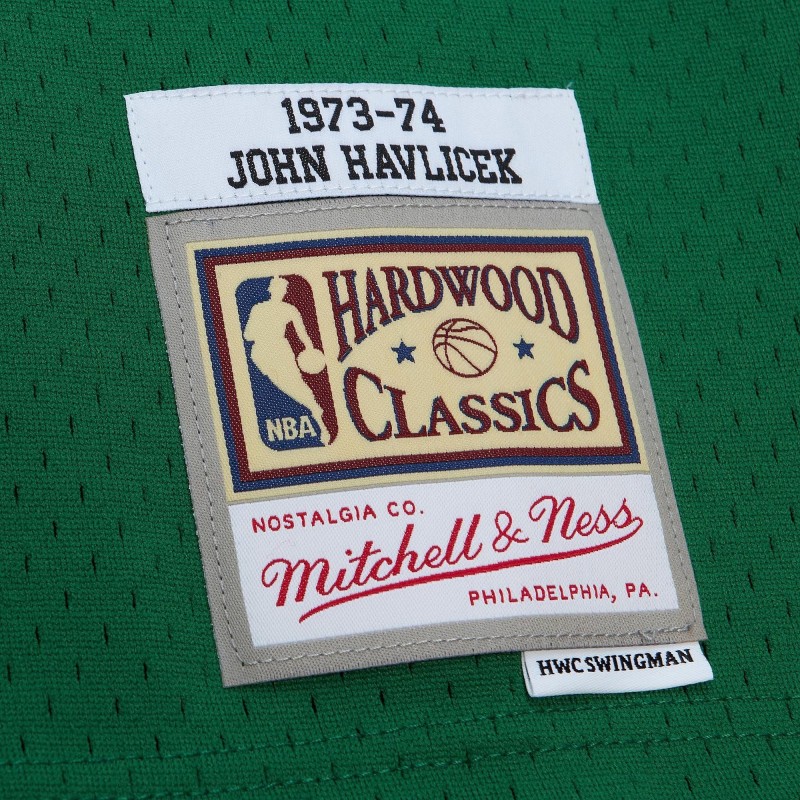 1973-74
JOHN HAVLICEK
HARDWOOD
CLASSICS
NBA
NOSTALGIA CO.
Mitchell & Ness
PHILADELPHIA, PA.
HWC SWINGMAN